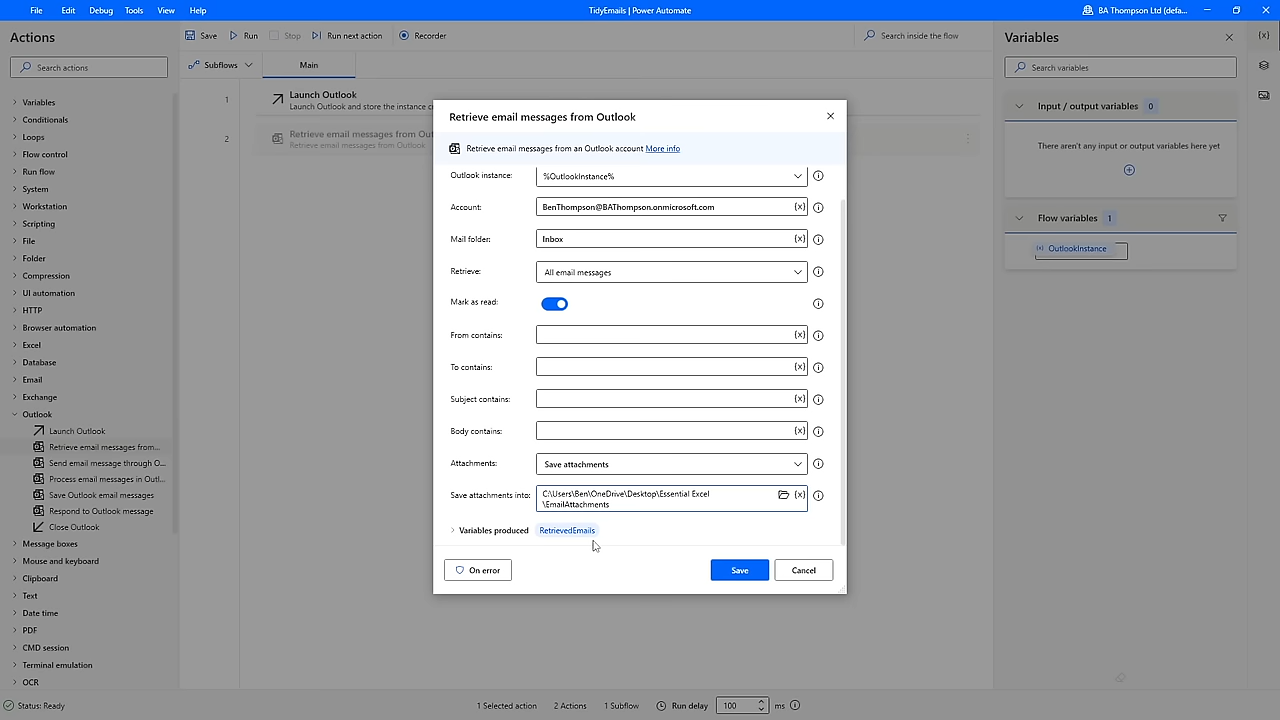 File Edit Debug Tools View Help
TidyEmails | Power Automate
BA Thompson Ltd (defa...
Actions
Search actions
Variables
Conditionals
Loops
Flow control
Run flow
System
Workstation
Scripting
File
Folder
Compression
UI automation
HTTP
Browser automation
Excel
Database
Email
Exchange
Outlook
Launch Outlook
Retrieve email messages from...
Send email message through O...
Process email messages in Outl...
Save Outlook email messages
Respond to Outlook message
Close Outlook
Message boxes
Mouse and keyboard
Clipboard
Text
Date time
PDF
CMD session
Terminal emulation
OCR
Save Run Stop Run next action Recorder
Search inside the flow
Subflows Main
1
Launch Outlook
Launch Outlook and store the instance c
2
Retrieve email messages from Out
Retrieve email messages from Outlook
Retrieve email messages from Outlook
Retrieve email messages from an Outlook account More info
Outlook instance: %OutlookInstance%
Account: BenThompson@BAThompson.onmicrosoft.com {x}
Mail folder: Inbox {x}
Retrieve: All email messages
Mark as read:
From contains: {x}
To contains: {x}
Subject contains: {x}
Body contains: {x}
Attachments: Save attachments
Save attachments into: C:\Users\Ben\OneDrive\Desktop\Essential Excel
\EmailAttachments {x}
Variables produced RetrievedEmails
On error Save Cancel
Variables
{x}
Search variables
Input / output variables 0
There aren't any input or output variables here yet
Flow variables 1
(x) OutlookInstance
Status: Ready
1 Selected action 2 Actions 1 Subflow Run delay 100 ms